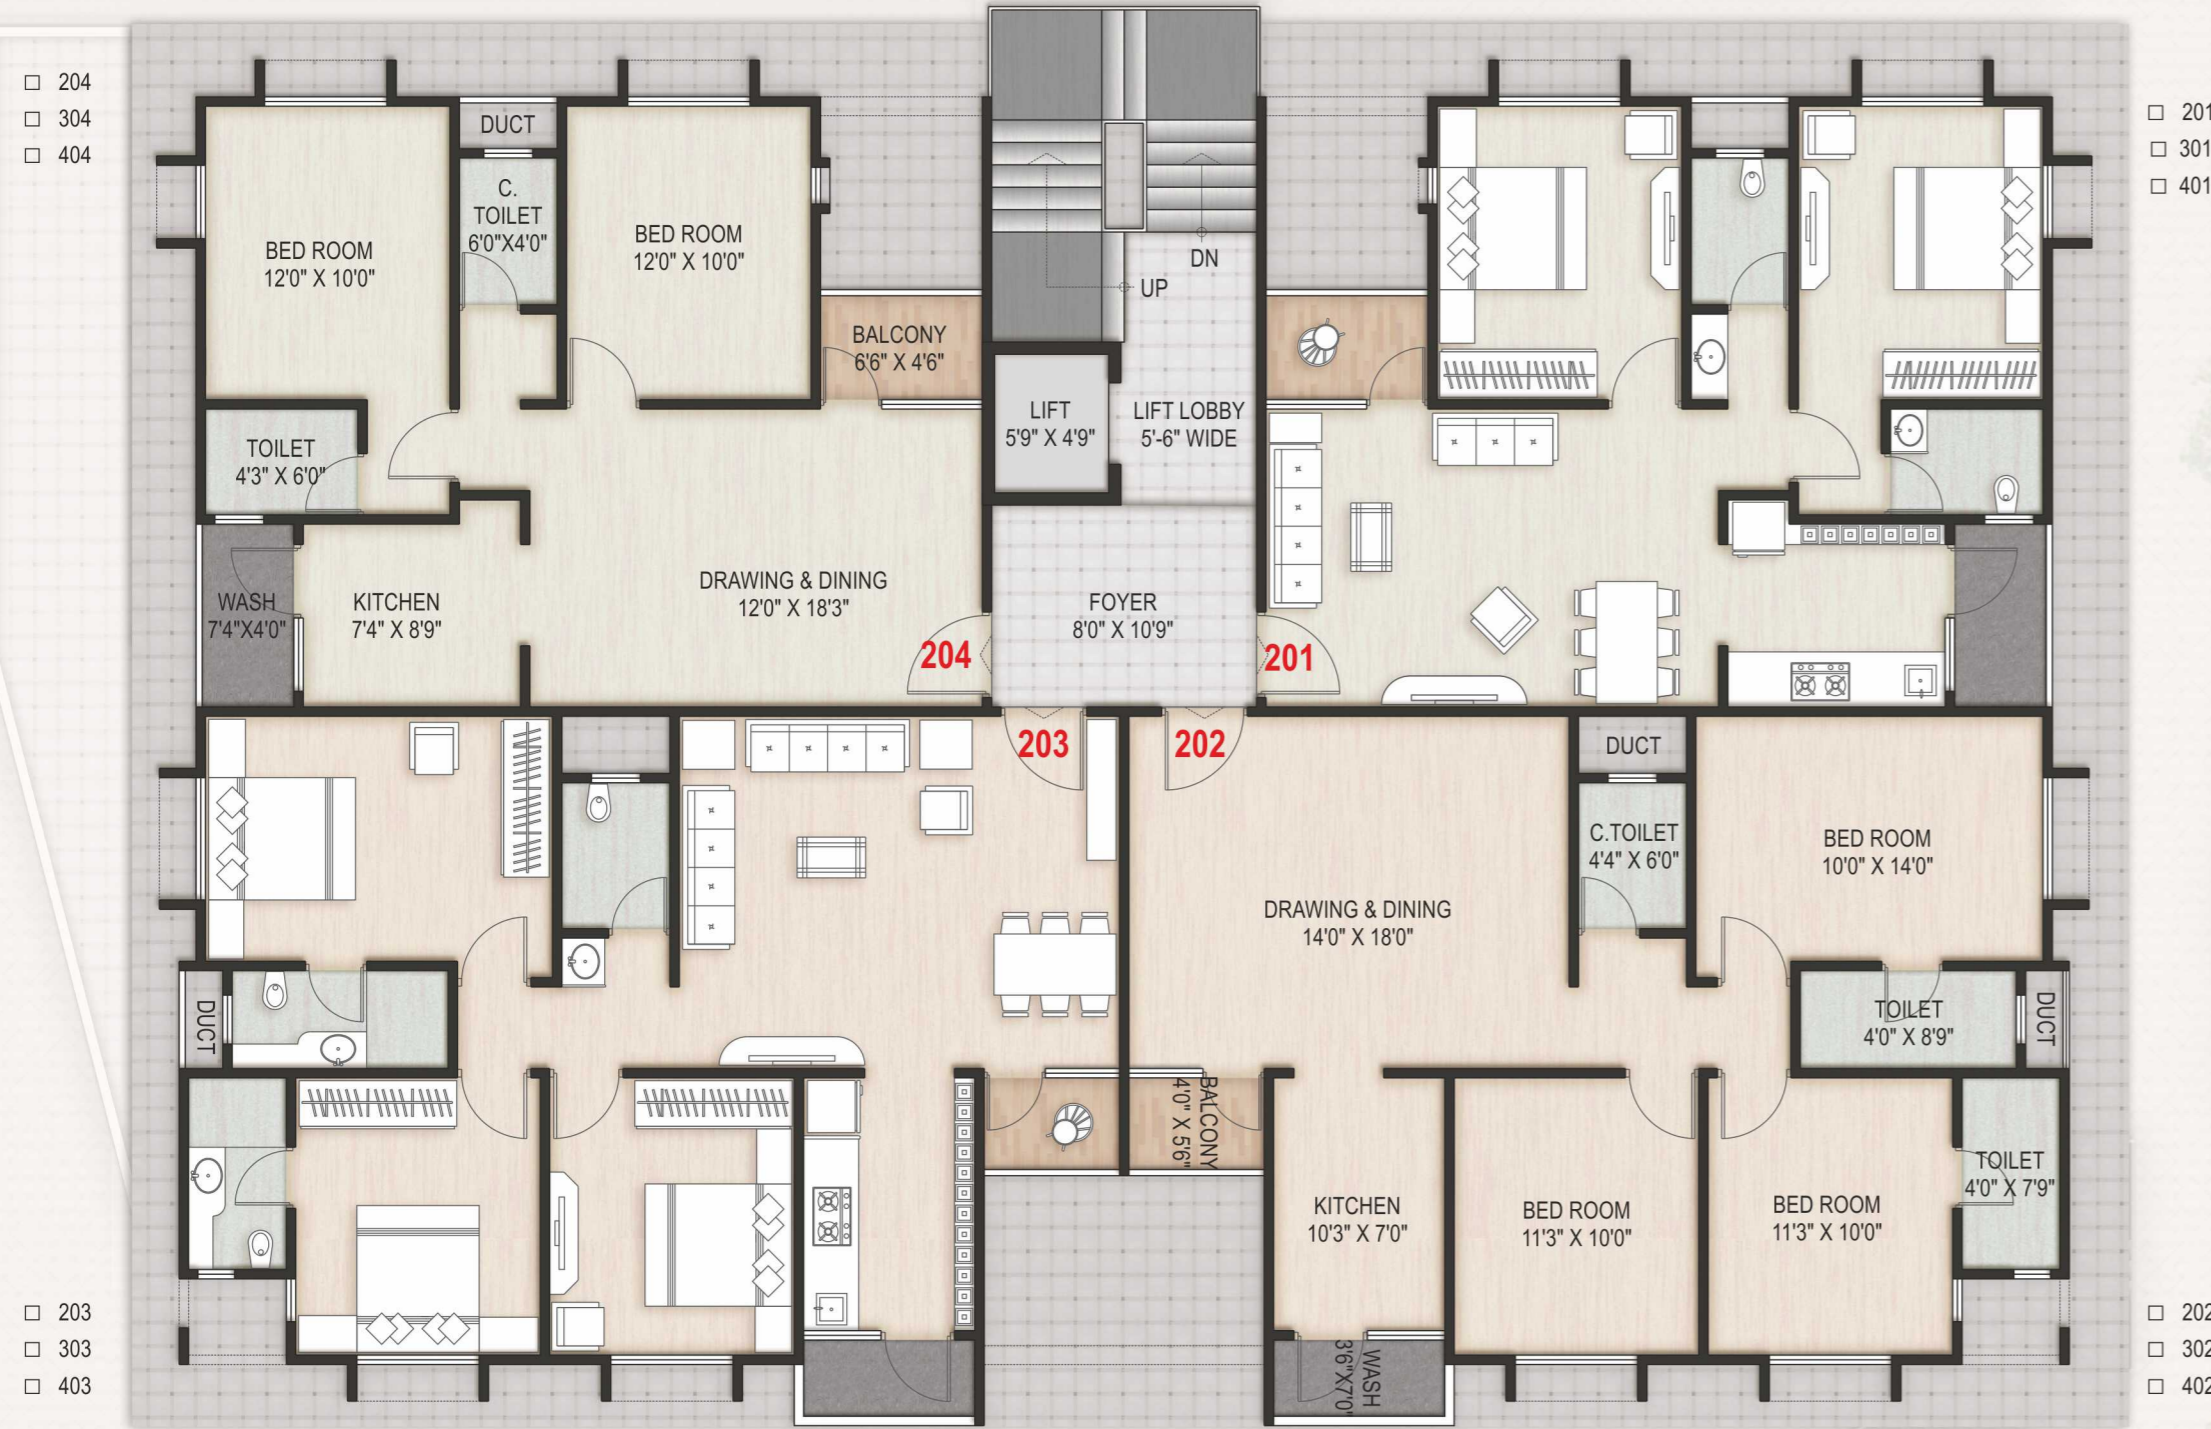 204
304
404
201
301
401
DUCT
C.
TOILET
6'0"X4'0"
BED ROOM
12'0" X 10'0"
BED ROOM
12'0" X 10'0"
BALCONY
6'6" X 4'6"
DN
UP
LIFT
5'9" X 4'9"
LIFT LOBBY
5'-6" WIDE
TOILET
4'3" X 6'0"
WASH
7'4"X4'0"
KITCHEN
7'4" X 8'9"
DRAWING & DINING
12'0" X 18'3"
FOYER
8'0" X 10'9"
204
201
203
202
DUCT
C.TOILET
4'4" X 6'0"
BED ROOM
10'0" X 14'0"
DRAWING & DINING
14'0" X 18'0"
DUCT
TOILET
4'0" X 8'9"
DUCT
BALCONY
4'0" X 5'6"
KITCHEN
10'3" X 7'0"
BED ROOM
11'3" X 10'0"
BED ROOM
11'3" X 10'0"
TOILET
4'0" X 7'9"
WASH
3'6"X7'0"
203
303
403
202
302
402